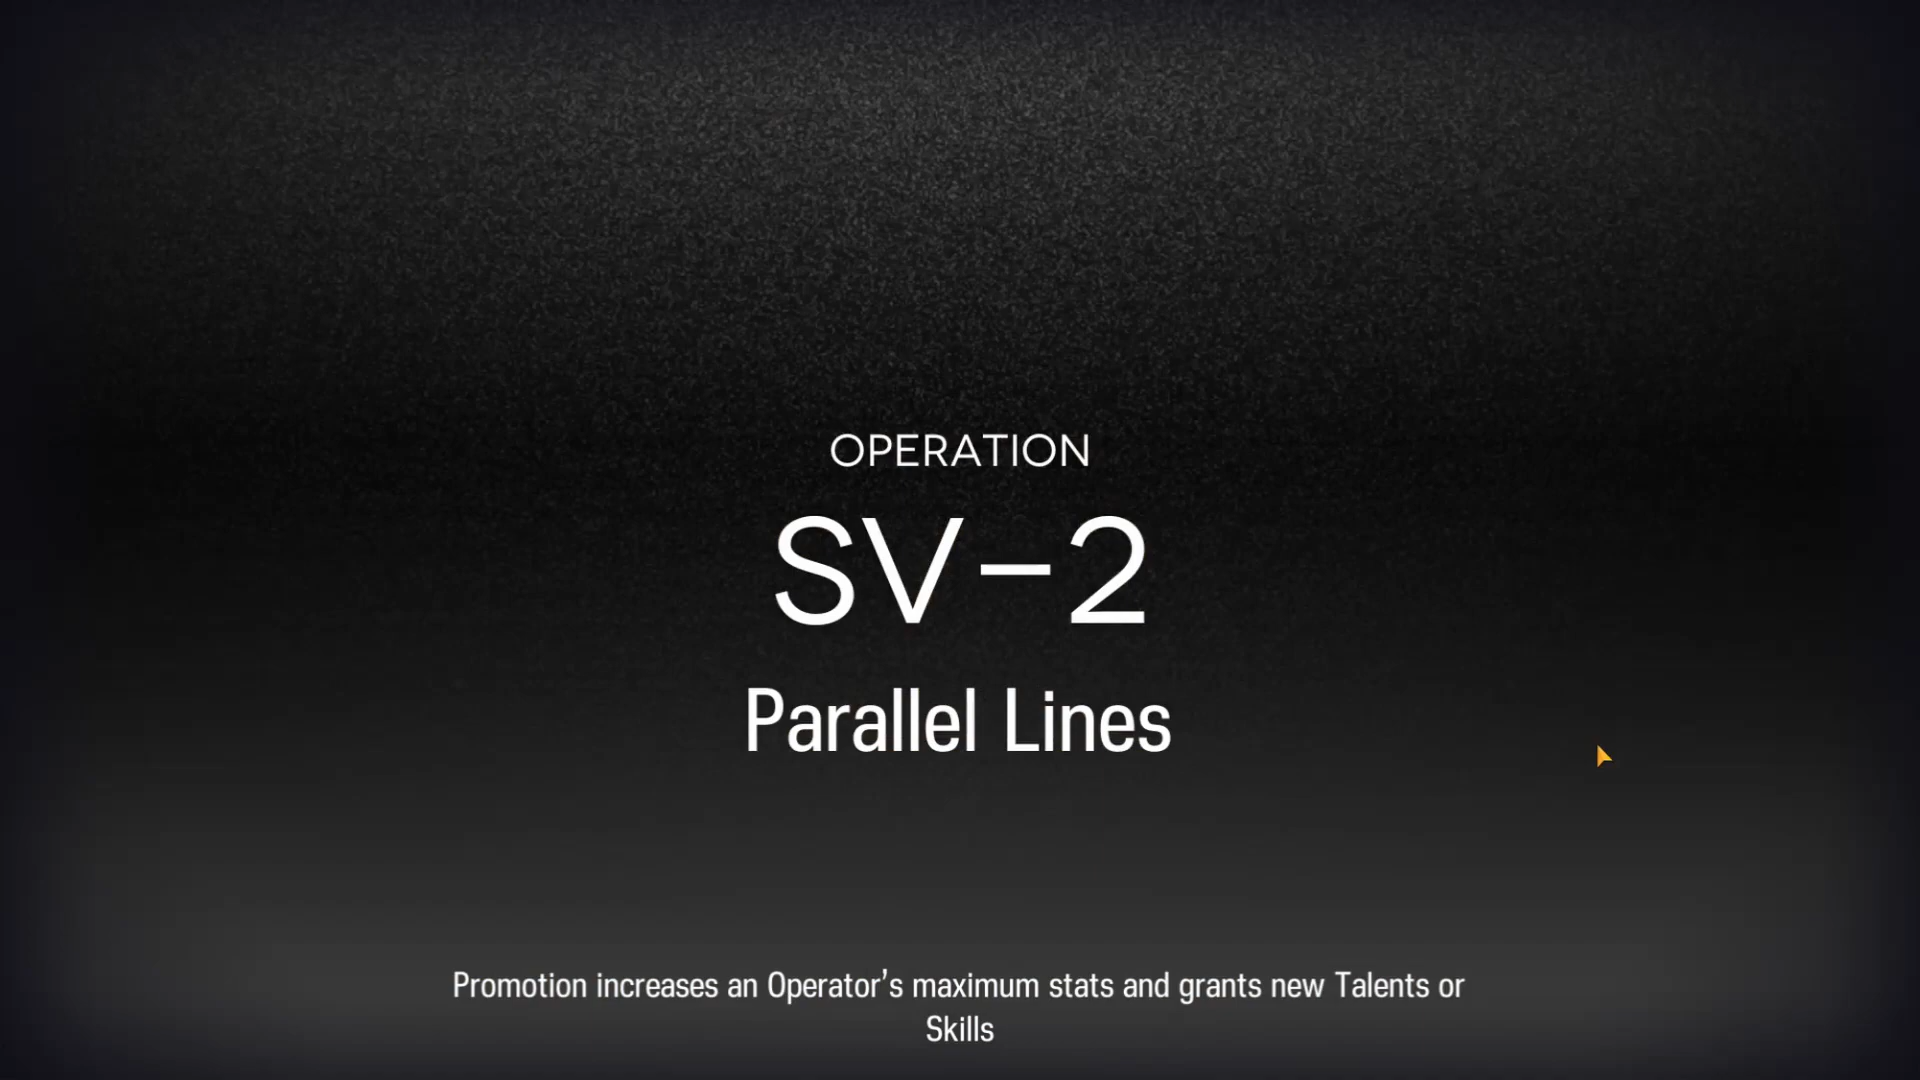 OPERATION
SV-2
Parallel Lines
Promotion increases an Operator's maximum stats and grants new Talents or
Skills